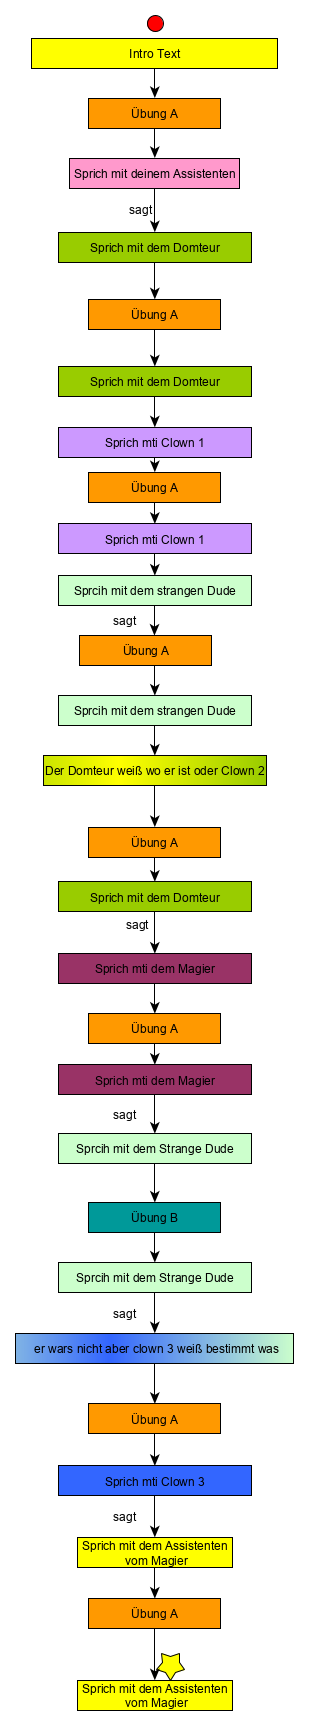 Intro Text
Übung A
Sprich mit deinem Assistenten
sagt
Sprich mit dem Domteur
Übung A
Sprich mit dem Domteur
Sprich mti Clown 1
Übung A
Sprich mti Clown 1
Sprcih mit dem strangen Dude
sagt
Übung A
Sprcih mit dem strangen Dude
Der Domteur weiß wo er ist oder Clown 2
Übung A
Sprich mit dem Domteur
sagt
Sprich mti dem Magier
Übung A
Sprich mti dem Magier
sagt
Sprcih mit dem Strange Dude
Übung B
Sprcih mit dem Strange Dude
sagt
er wars nicht aber clown 3 weiß bestimmt was
Übung A
Sprich mti Clown 3
sagt
Sprich mit dem Assistenten
vom Magier
Übung A
Sprich mit dem Assistenten
vom Magier